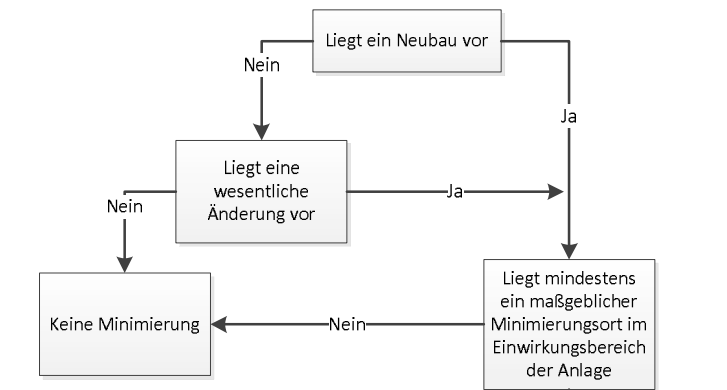 Liegt ein Neubau vor
Nein
Ja
Liegt eine
wesentliche
Änderung vor
Ja
Nein
Liegt mindestens
ein maßgeblicher
Minimierungsort im
Einwirkungsbereich
der Anlage
Keine Minimierung
Nein